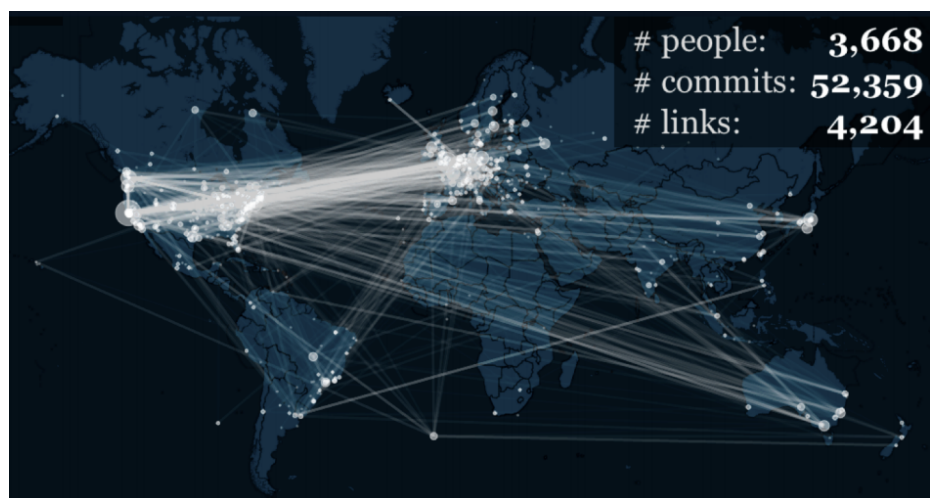 # people: 3,668
# commits: 52,359
# links: 4,204